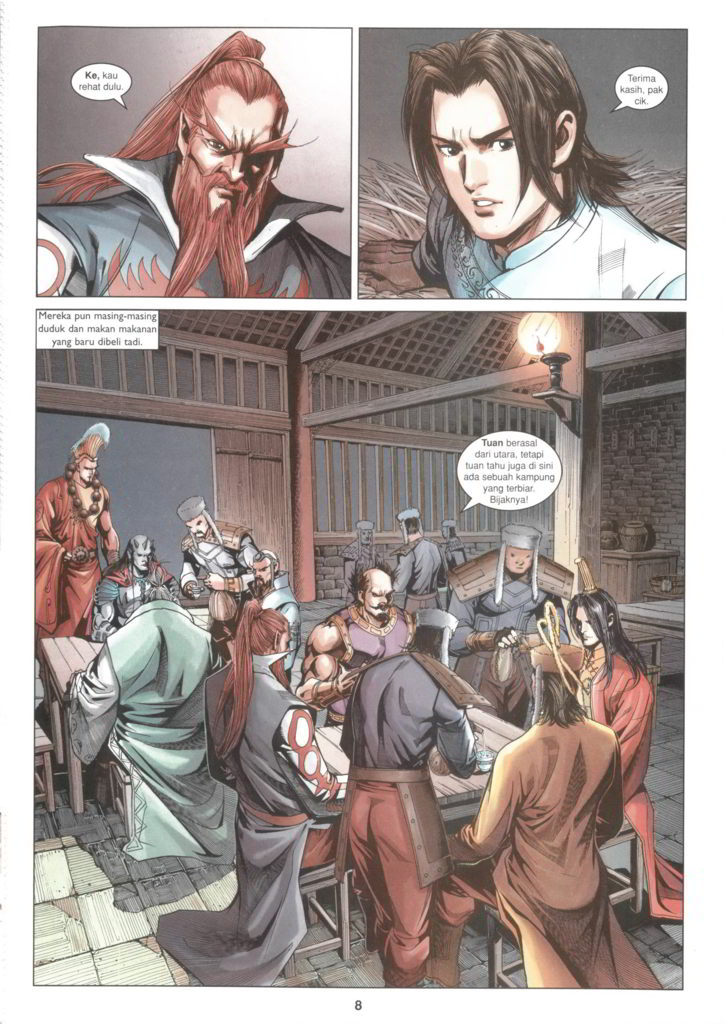 Ke, kau
rehat dulu.
Terima
kasih, pak
cik.
Mereka pun masing-masing
duduk dan makan makanan
yang baru dibeli tadi.
Tuan berasal
dari utara, tetapi
tuan tahu juga di sini
ada sebuah kampung
yang terbiar.
Bijaknya!
8